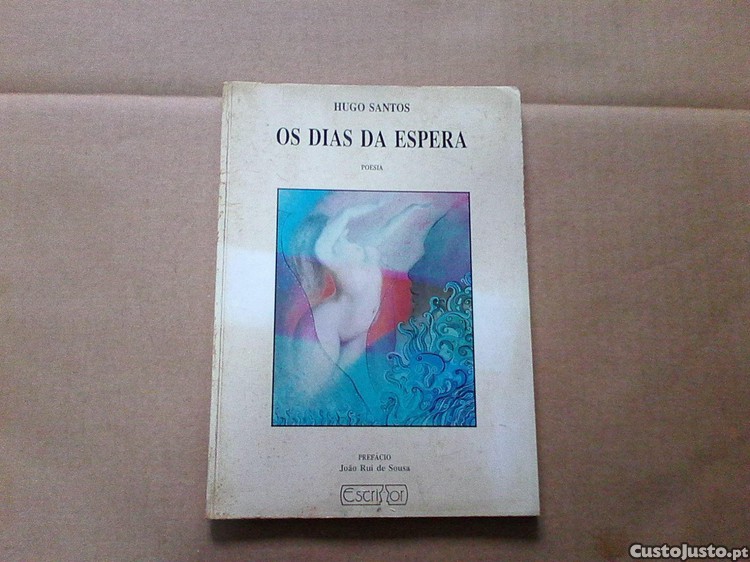 HUGO SANTOS
OS DIAS DA ESPERA
POESIA
PREFÁCIO
João Rui de Sousa
Escritor
CustoJusto.pt